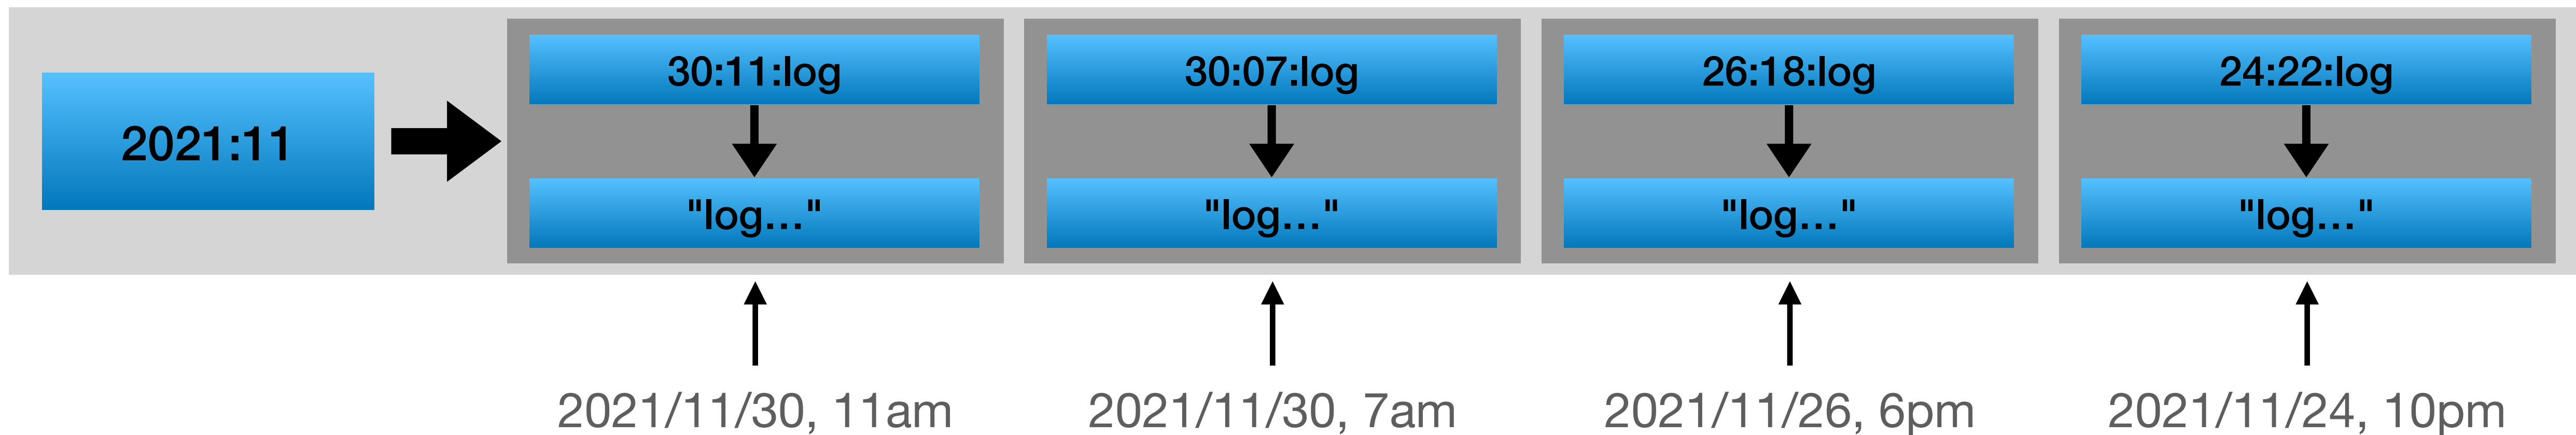 2021:11
30:11:log
30:07:log
26:18:log
24:22:log
"log..."
"log..."
"log..."
"log..."
2021/11/30, 11am
2021/11/30, 7am
2021/11/26, 6pm
2021/11/24, 10pm